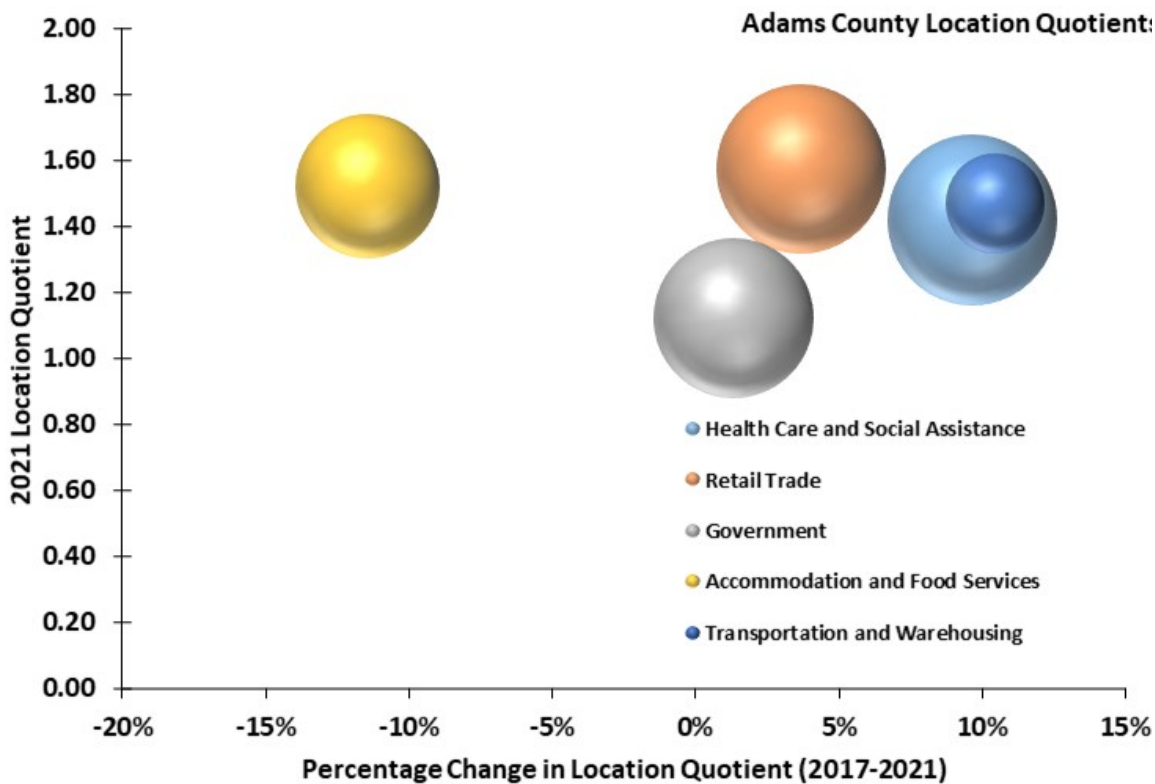 Adams County Location Quotients
2.00
1.80
1.60
1.40
1.20
1.00
0.80
0.60
0.40
0.20
0.00
2021 Location Quotient
Health Care and Social Assistance
Retail Trade
Government
Accommodation and Food Services
Transportation and Warehousing
-20% -15% -10% -5% 0% 5% 10% 15%
Percentage Change in Location Quotient (2017-2021)